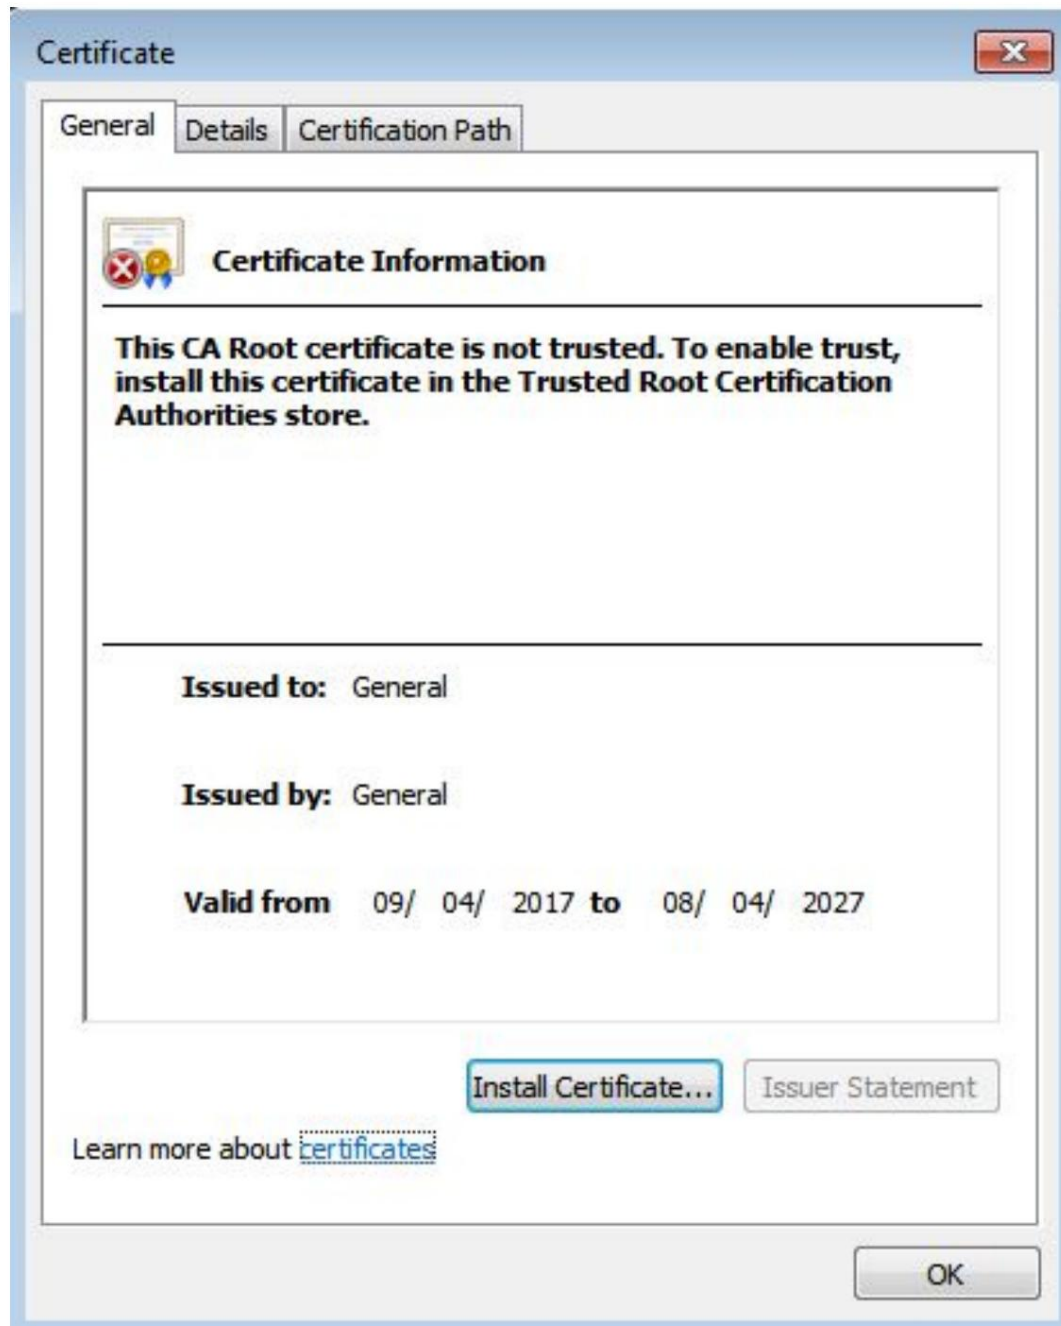 Certificate
General Details Certification Path
Certificate Information
This CA Root certificate is not trusted. To enable trust,
install this certificate in the Trusted Root Certification
Authorities store.
Issued to: General
Issued by: General
Valid from 09/ 04/ 2017 to 08/ 04/ 2027
Install Certificate... Issuer Statement
Learn more about certificates
OK